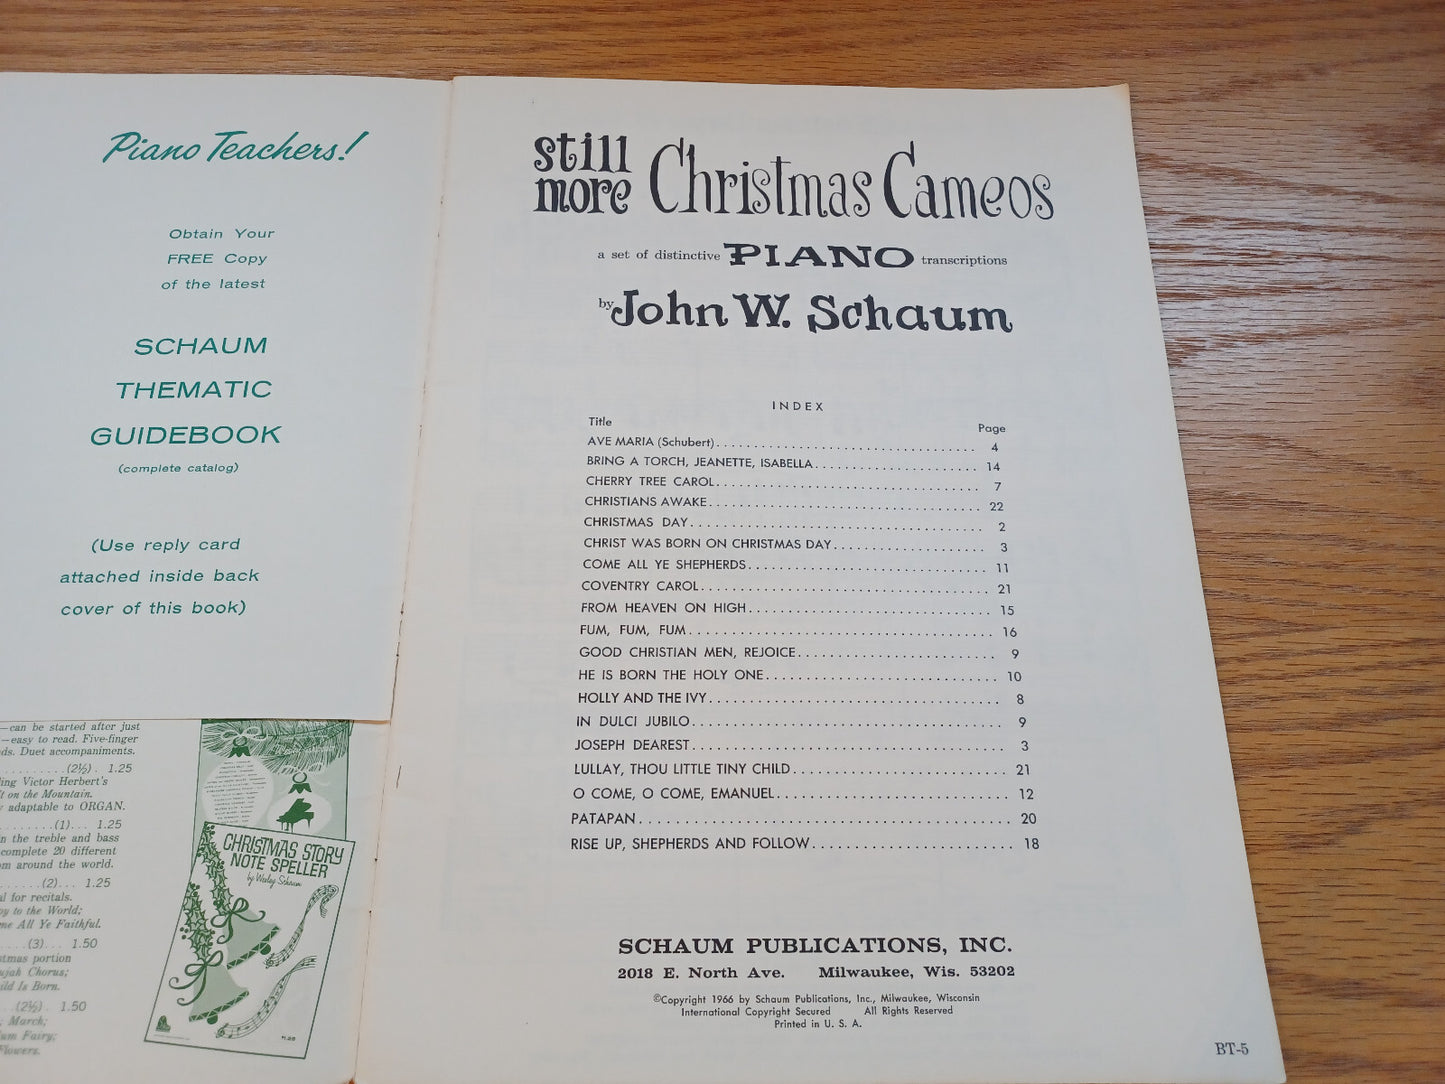 Piano Teachers!
Obtain Your
FREE Copy
of the latest
SCHAUM
THEMATIC
GUIDEBOOK
(complete catalog)
(Use reply card
attached inside back
cover of this book)
—can be started after just
—easy to read. Five-finger
ds. Duet accompaniments.
(2½) . 1.25
ing Victor Herbert's
t on the Mountain.
y adaptable to ORGAN.
(1)... 1.25
n the treble and bass
complete 20 different
om around the world.
(2)... 1.25
al for recitals.
oy to the World;
me All Ye Faithful.
(3)... 1.50
stmas portion
ujah Chorus;
ild Is Born.
(2½). 1.50
; March;
um Fairy;
Flowers.
CHRISTMAS STORY
NOTE SPELLER
by Wesley Schaum
$1.25
still more Christmas Cameos
a set of distinctive PIANO transcriptions
by John W. Schaum
INDEX
Title Page
AVE MARIA (Schubert) 4
BRING A TORCH, JEANETTE, ISABELLA 14
CHERRY TREE CAROL 7
CHRISTIANS AWAKE 22
CHRISTMAS DAY 2
CHRIST WAS BORN ON CHRISTMAS DAY 3
COME ALL YE SHEPHERDS 11
COVENTRY CAROL 21
FROM HEAVEN ON HIGH 15
FUM, FUM, FUM 16
GOOD CHRISTIAN MEN, REJOICE 9
HE IS BORN THE HOLY ONE 10
HOLLY AND THE IVY 8
IN DULCI JUBILO 9
JOSEPH DEAREST 3
LULLAY, THOU LITTLE TINY CHILD 21
O COME, O COME, EMANUEL 12
PATAPAN 20
RISE UP, SHEPHERDS AND FOLLOW 18
SCHAUM PUBLICATIONS, INC.
2018 E. North Ave. Milwaukee, Wis. 53202
©Copyright 1966 by Schaum Publications, Inc., Milwaukee, Wisconsin
International Copyright Secured All Rights Reserved
Printed in U. S. A.
BT-5